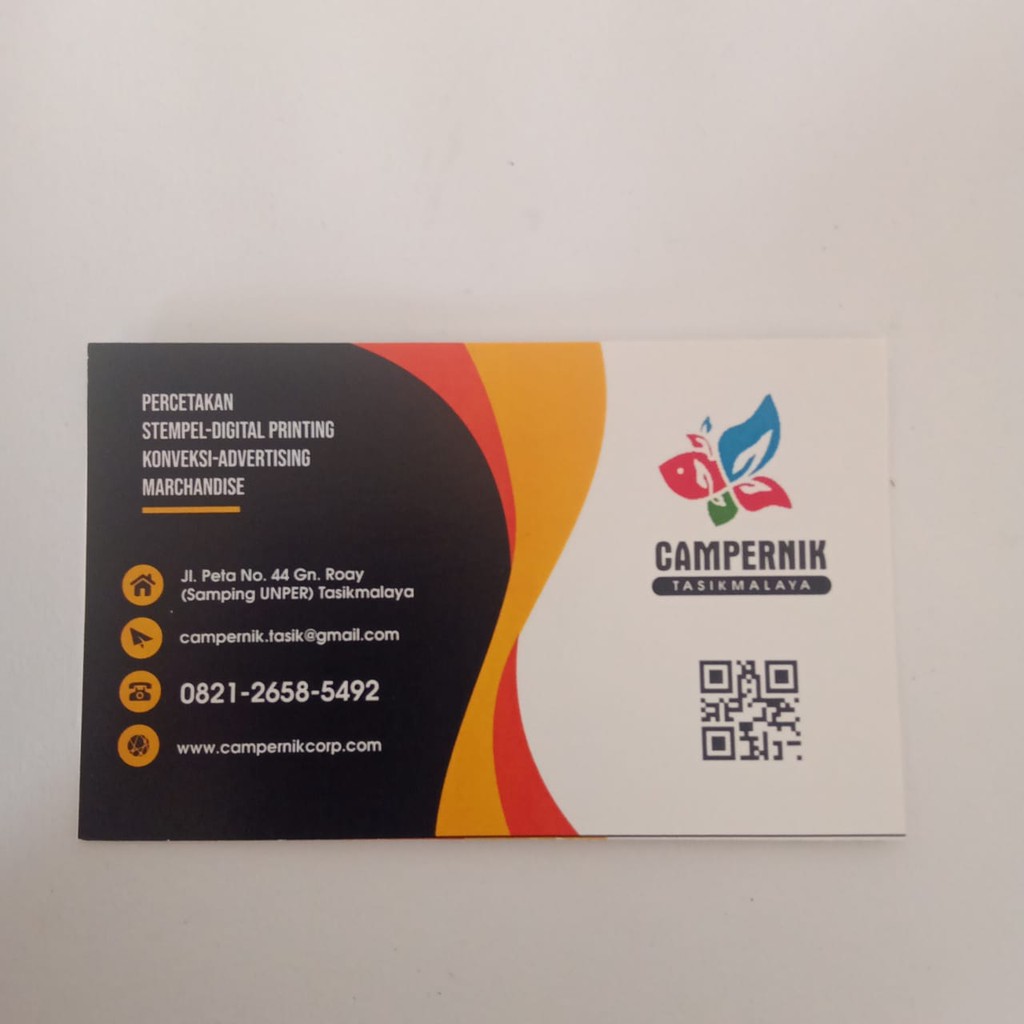 PERCETAKAN
STEMPEL-DIGITAL PRINTING
KONVEKSI-ADVERTISING
MARCHANDISE
Jl. Peta No. 44 Gn. Roay
(Samping UNPER) Tasikmalaya
campernik.tasik@gmail.com
0821-2658-5492
www.campernikcorp.com
CAMPERNIK
TASIKMALAYA